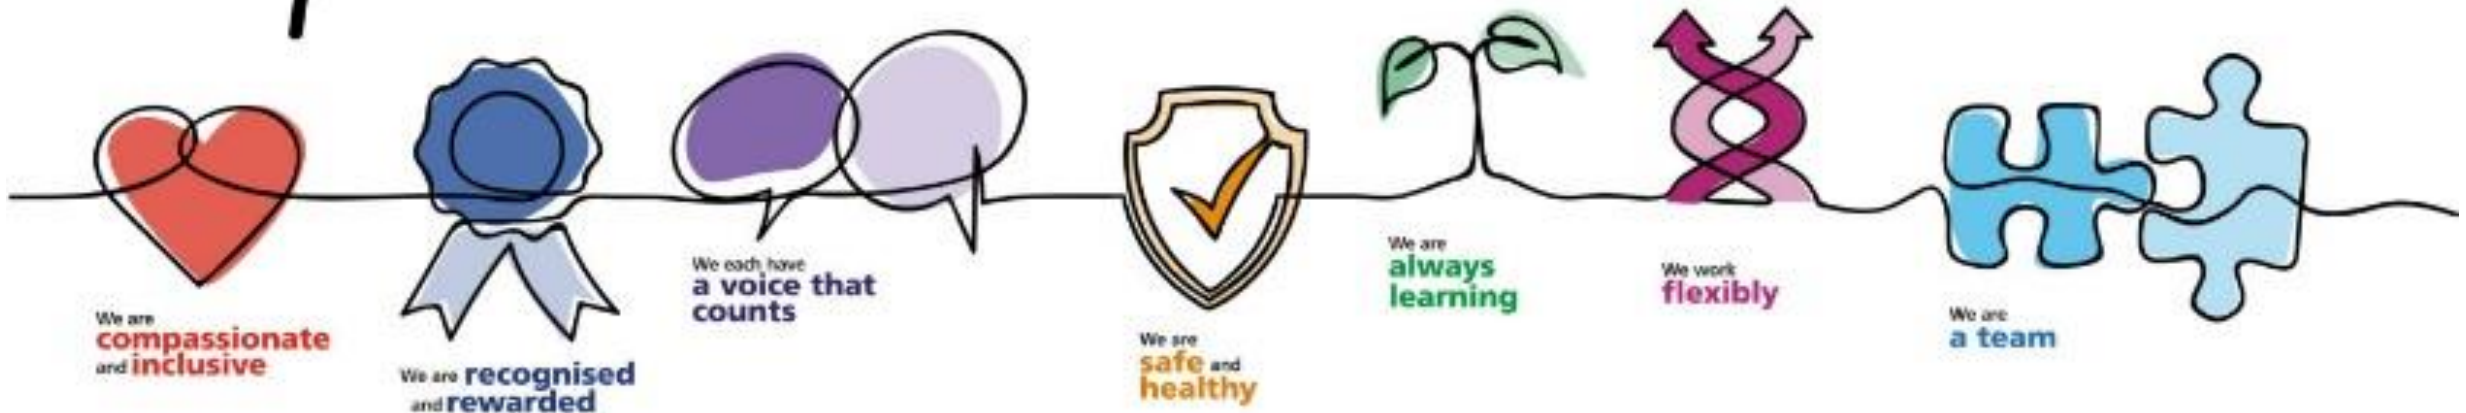 We are
compassionate
and inclusive
We are recognised
and rewarded
We each have
a voice that
counts
We are
safe and
healthy
We are
always
learning
We work
flexibly
We are
a team